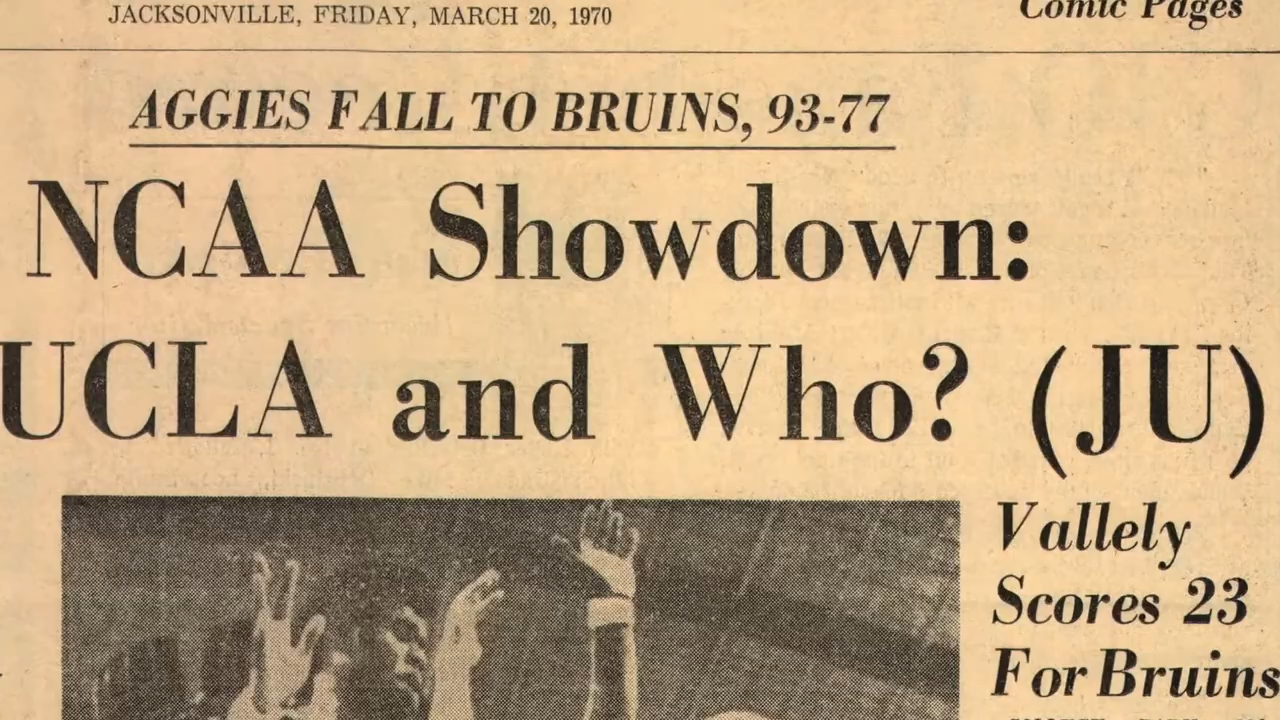 JACKSONVILLE, FRIDAY, MARCH 20, 1970
Comic Pages
AGGIES FALL TO BRUINS, 93-77
NCAA Showdown:
UCLA and Who? (JU)
Vallely
Scores 23
For Bruins